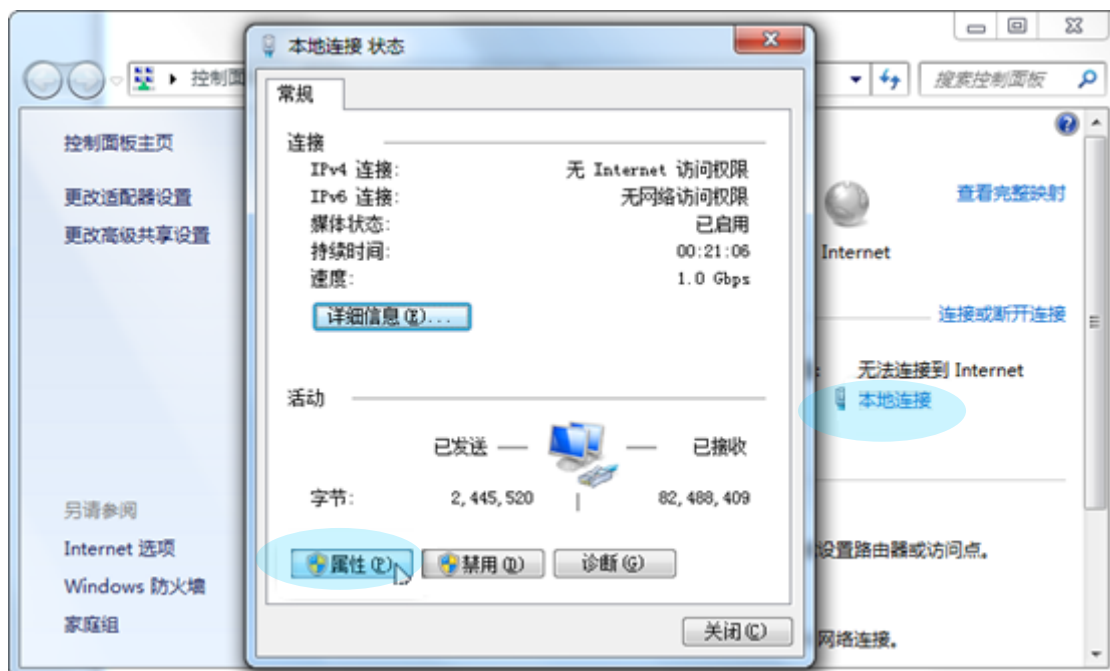 本地连接 状态
控制面
搜索控制面板
常规
控制面板主页
更改适配器设置
更改高级共享设置
连接
IPv4 连接: 无 Internet 访问权限
IPv6 连接: 无网络访问权限
媒体状态: 已启用
持续时间: 00:21:06
速度: 1.0 Gbps
详细信息(E)...
查看完整映射
Internet
连接或断开连接
无法连接到 Internet
本地连接
活动
已发送 — — 已接收
字节: 2,445,520 | 82,488,409
属性(P) 禁用(D) 诊断(G)
关闭(C)
另请参阅
Internet 选项
Windows 防火墙
家庭组
设置路由器或访问点。
网络连接。